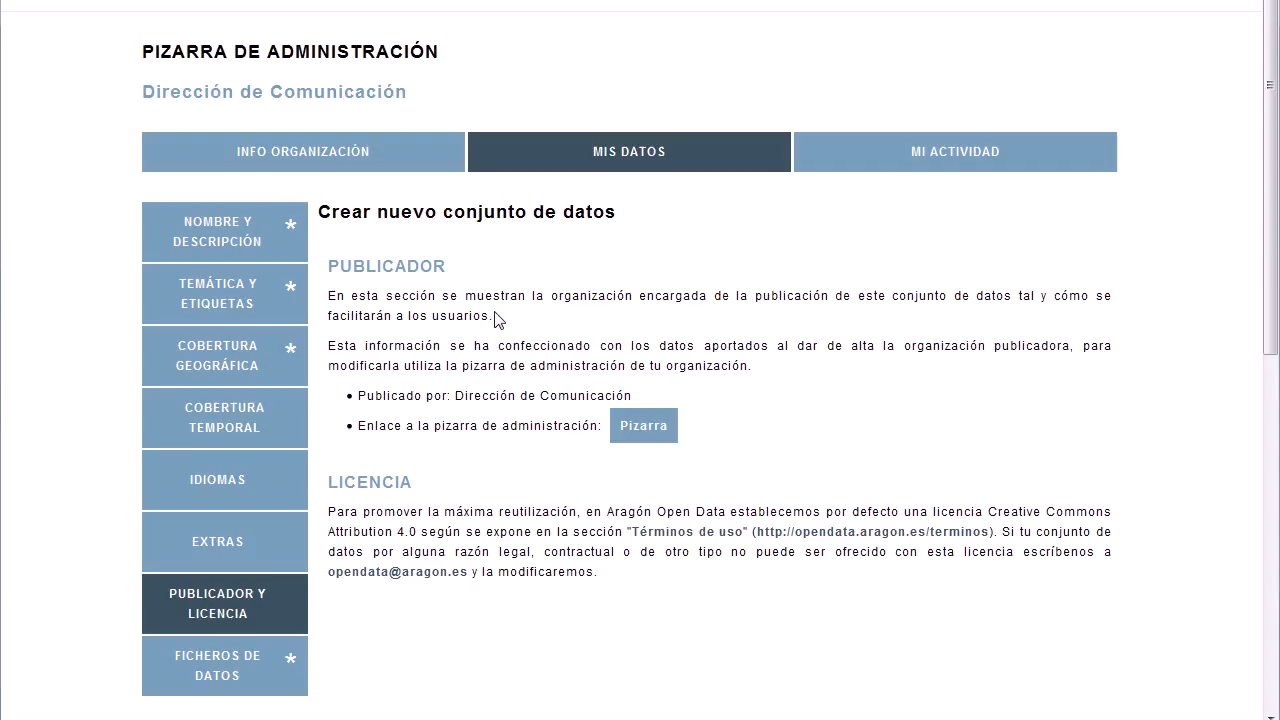 PIZARRA DE ADMINISTRACIÓN
Dirección de Comunicación
INFO ORGANIZACIÓN
MIS DATOS
MI ACTIVIDAD
NOMBRE Y
DESCRIPCIÓN
*
TEMÁTICA Y
ETIQUETAS
*
COBERTURA
GEOGRÁFICA
*
COBERTURA
TEMPORAL
IDIOMAS
EXTRAS
PUBLICADOR Y
LICENCIA
FICHEROS DE
DATOS
*
Crear nuevo conjunto de datos
PUBLICADOR
En esta sección se muestran la organización encargada de la publicación de este conjunto de datos tal y cómo se
facilitarán a los usuarios.
Esta información se ha confeccionado con los datos aportados al dar de alta la organización publicadora, para
modificarla utiliza la pizarra de administración de tu organización.
• Publicado por: Dirección de Comunicación
• Enlace a la pizarra de administración: Pizarra
LICENCIA
Para promover la máxima reutilización, en Aragón Open Data establecemos por defecto una licencia Creative Commons
Attribution 4.0 según se expone en la sección "Términos de uso" (http://opendata.aragon.es/terminos). Si tu conjunto de
datos por alguna razón legal, contractual o de otro tipo no puede ser ofrecido con esta licencia escríbenos a
opendata@aragon.es y la modificaremos.